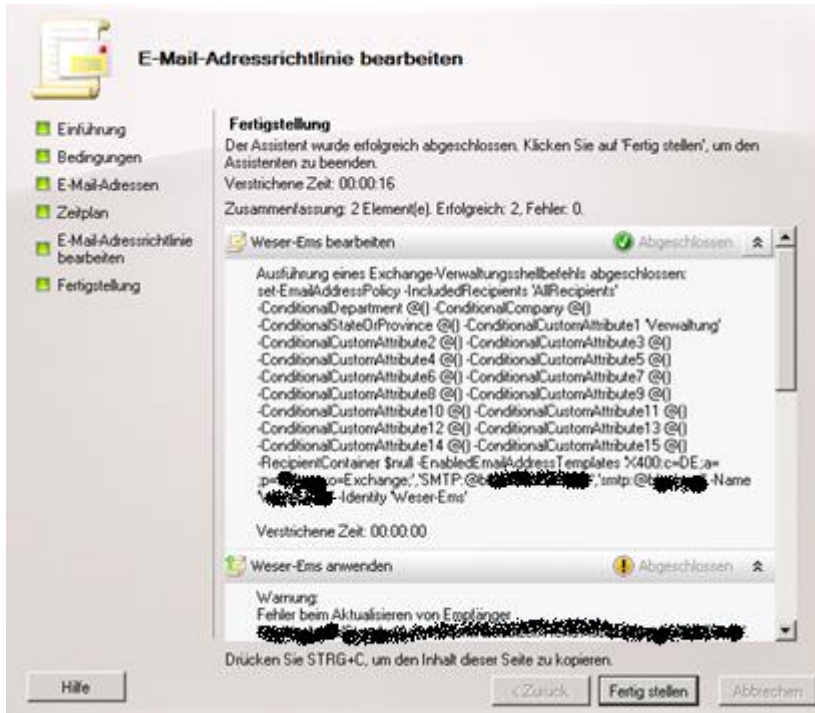 E-Mail-Adressrichtlinie bearbeiten
Einführung
Bedingungen
E-Mail-Adressen
Zeitplan
E-Mail-Adressrichtlinie
bearbeiten
Fertigstellung
Fertigstellung
Der Assistent wurde erfolgreich abgeschlossen. Klicken Sie auf 'Fertig stellen', um den
Assistenten zu beenden.
Verstrichene Zeit: 00:00:16
Zusammenfassung: 2 Element(e). Erfolgreich: 2, Fehler: 0.
Weser-Ems bearbeiten
Abgeschlossen
Ausführung eines Exchange-Verwaltungsshellbefehls abgeschlossen:
set-EmailAddressPolicy -IncludedRecipients 'AllRecipients'
-ConditionalDepartment @() -ConditionalCompany @()
-ConditionalStateOrProvince @() -ConditionalCustomAttribute1 'Verwaltung'
-ConditionalCustomAttribute2 @() -ConditionalCustomAttribute3 @()
-ConditionalCustomAttribute4 @() -ConditionalCustomAttribute5 @()
-ConditionalCustomAttribute6 @() -ConditionalCustomAttribute7 @()
-ConditionalCustomAttribute8 @() -ConditionalCustomAttribute9 @()
-ConditionalCustomAttribute10 @() -ConditionalCustomAttribute11 @()
-ConditionalCustomAttribute12 @() -ConditionalCustomAttribute13 @()
-ConditionalCustomAttribute14 @() -ConditionalCustomAttribute15 @()
-RecipientContainer $null -EnabledEmailAddressTemplates 'X400:c=DE;a=
;p= o=Exchange;','SMTP:@b ','smtp:@b -Name
-Identity 'Weser-Ems'
Verstrichene Zeit: 00:00:00
Weser-Ems anwenden
Abgeschlossen
Warnung:
Fehler beim Aktualisieren von Empfänger
Drücken Sie STRG+C, um den Inhalt dieser Seite zu kopieren.
Hilfe
< Zurück
Fertig stellen
Abbrechen